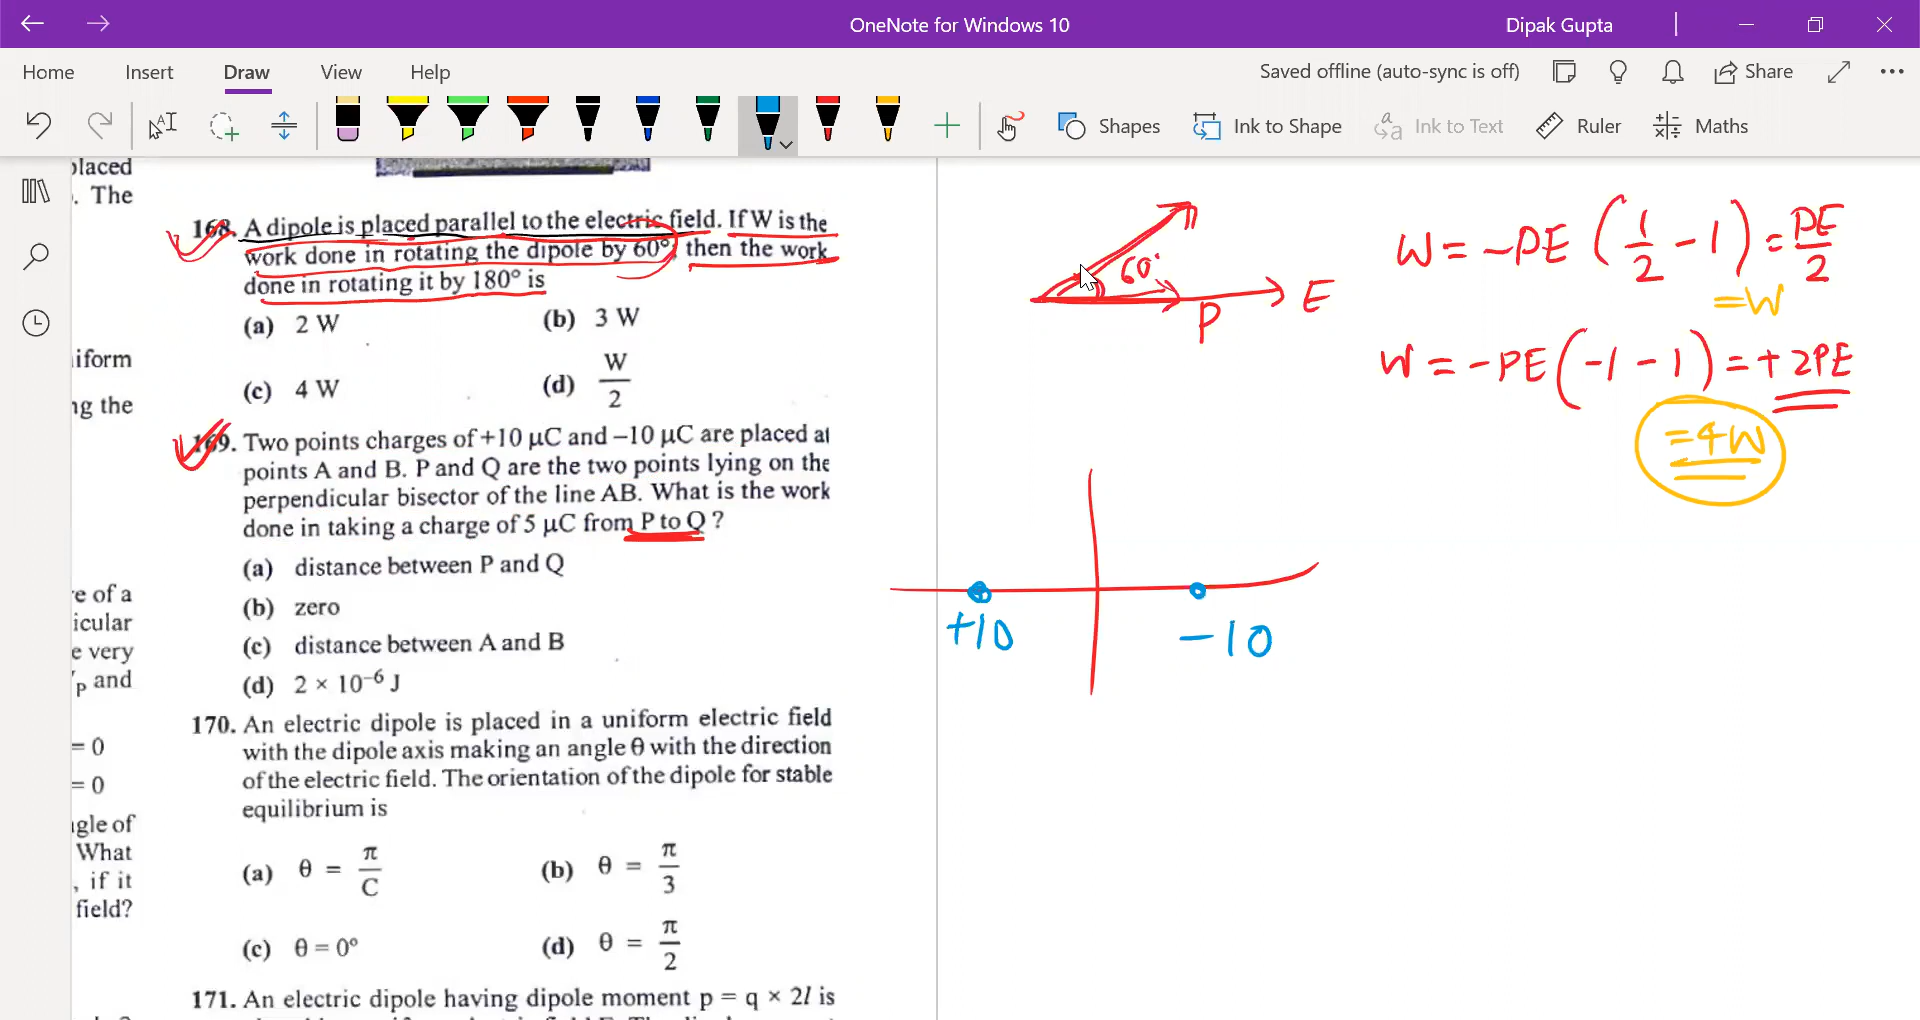 OneNote for Windows 10
Dipak Gupta
Home Insert Draw View Help
Saved offline (auto-sync is off)
Share
Shapes
Ink to Shape
Ink to Text
Ruler
Maths
placed
. The
iform
ng the
e of a
icular
e very
P and
= 0
= 0
ngle of
What
, if it
field?
168. A dipole is placed parallel to the electric field. If W is the
work done in rotating the dipole by 60°, then the work
done in rotating it by 180° is
(a) 2 W (b) 3 W
(c) 4 W (d) W/2
169. Two points charges of +10 μC and –10 μC are placed at
points A and B. P and Q are the two points lying on the
perpendicular bisector of the line AB. What is the work
done in taking a charge of 5 μC from P to Q ?
(a) distance between P and Q
(b) zero
(c) distance between A and B
(d) 2 × 10⁻⁶ J
170. An electric dipole is placed in a uniform electric field
with the dipole axis making an angle θ with the direction
of the electric field. The orientation of the dipole for stable
equilibrium is
(a) θ = π/C (b) θ = π/3
(c) θ = 0° (d) θ = π/2
171. An electric dipole having dipole moment p = q × 2l is
60°
E
P
W = -PE (1/2 - 1) = PE/2
= W
W = -PE (-1 - 1) = +2PE
= 4W
+10
-10